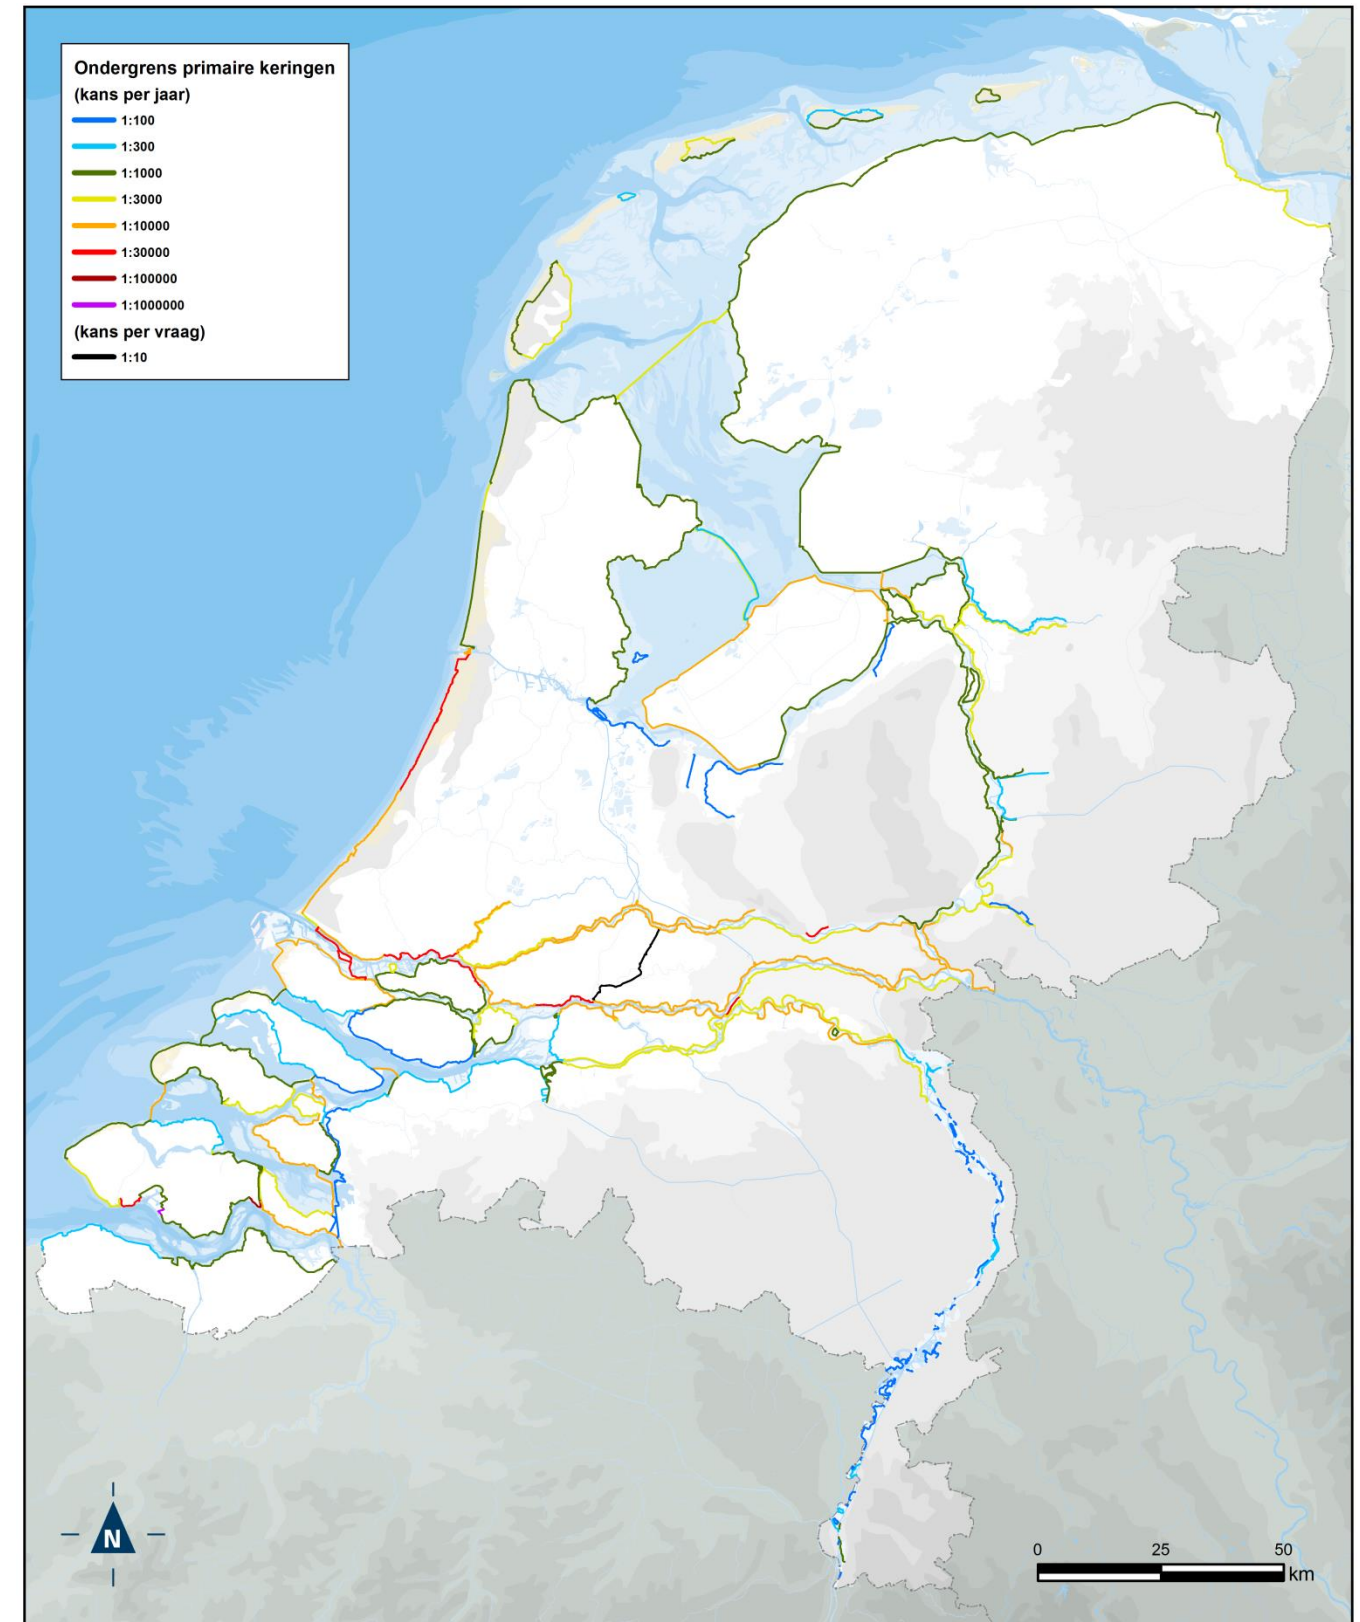 Ondergrens primaire keringen
(kans per jaar)
1:100
1:300
1:1000
1:3000
1:10000
1:30000
1:100000
1:1000000
(kans per vraag)
1:10
N
0 25 50
km